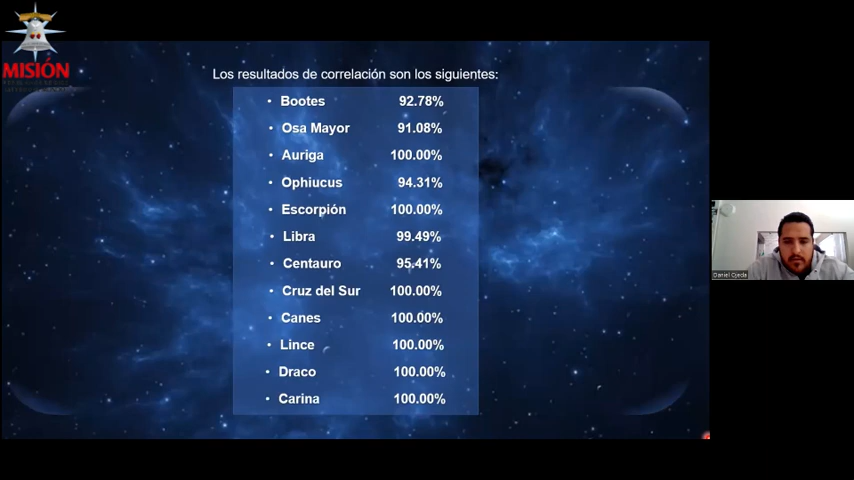 MISIÓN
Los resultados de correlación son los siguientes:
• Bootes 92.78%
• Osa Mayor 91.08%
• Auriga 100.00%
• Ophiucus 94.31%
• Escorpión 100.00%
• Libra 99.49%
• Centauro 95.41%
• Cruz del Sur 100.00%
• Canes 100.00%
• Lince 100.00%
• Draco 100.00%
• Carina 100.00%
Daniel Ojeda